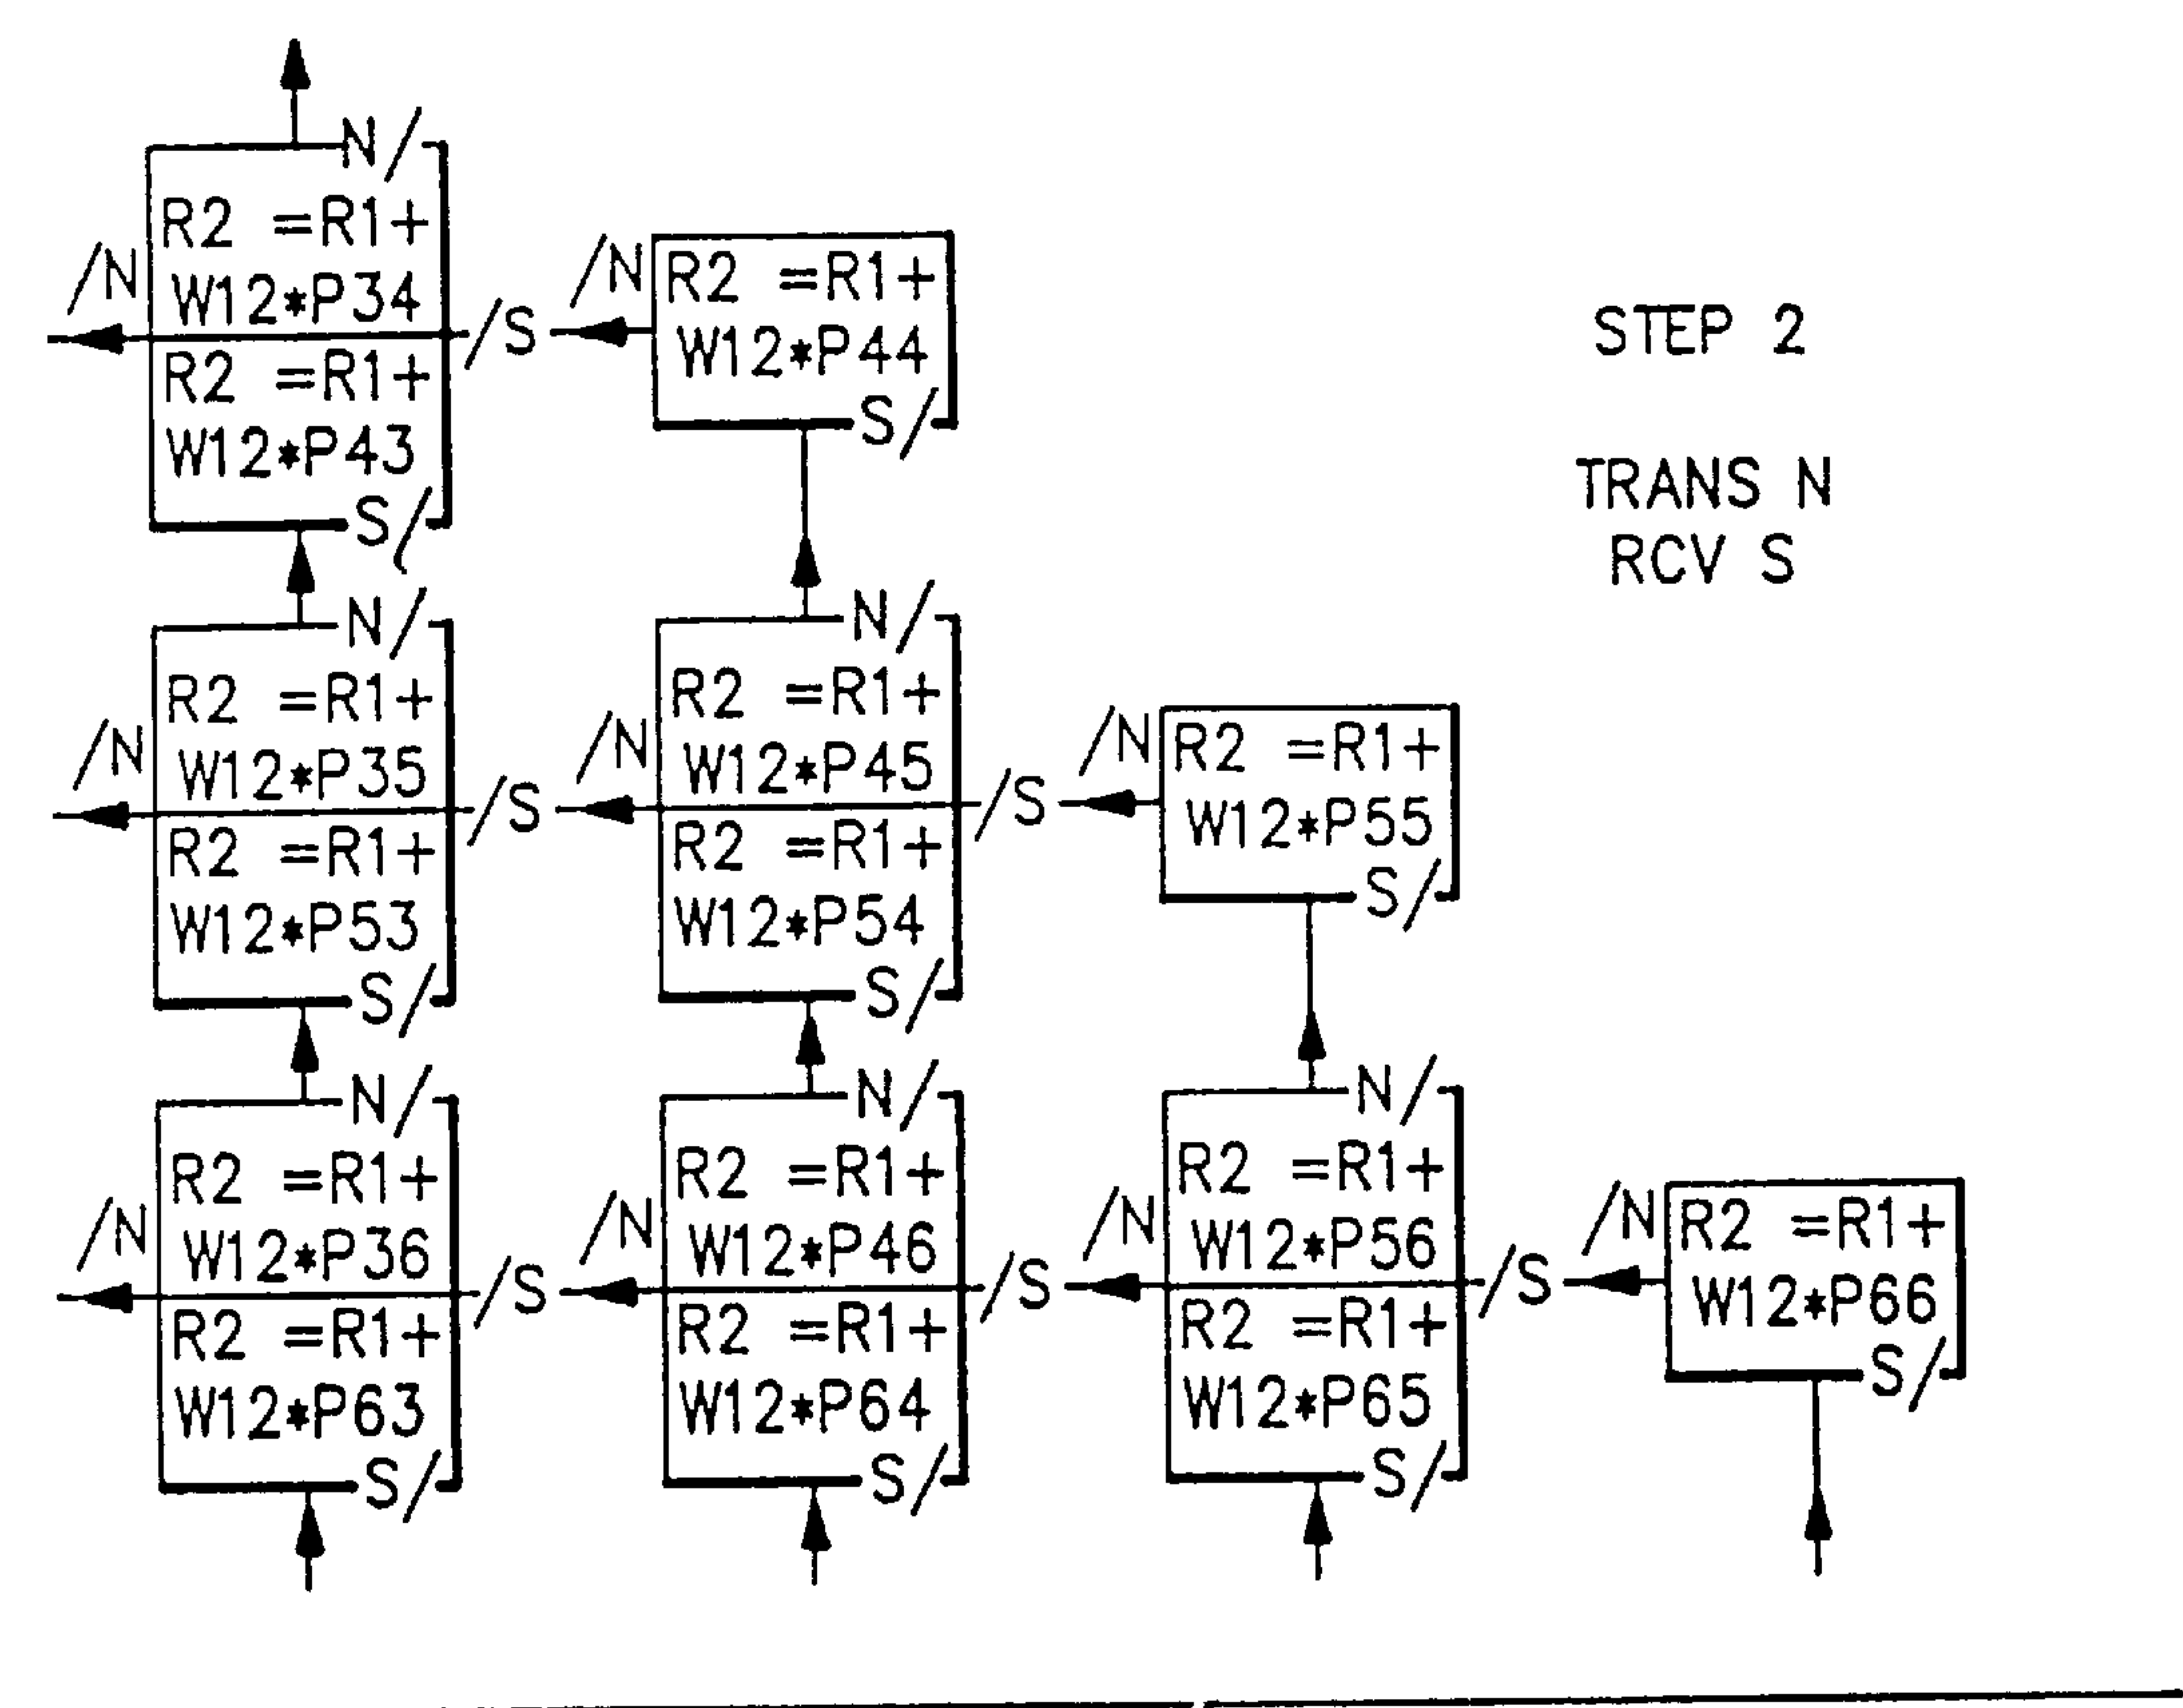 N/
R2 =R1+
/N
W12*P34
/S
R2 =R1+
W12*P43
S/
/N
R2 =R1+
W12*P44
S/
STEP 2
TRANS N
RCV S
N/
R2 =R1+
/N
W12*P35
/S
R2 =R1+
W12*P53
S/
N/
R2 =R1+
/N
W12*P45
/S
R2 =R1+
W12*P54
S/
/N
R2 =R1+
W12*P55
S/
N/
R2 =R1+
/N
W12*P36
/S
R2 =R1+
W12*P63
S/
N/
R2 =R1+
/N
W12*P46
/S
R2 =R1+
W12*P64
S/
N/
R2 =R1+
/N
W12*P56
/S
R2 =R1+
W12*P65
S/
/N
R2 =R1+
W12*P66
S/